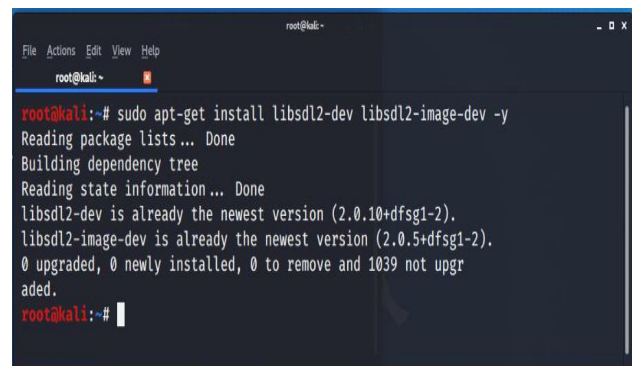 root@kali: ~
File Actions Edit View Help
root@kali: ~
root@kali:~# sudo apt-get install libsdl2-dev libsdl2-image-dev -y
Reading package lists... Done
Building dependency tree
Reading state information... Done
libsdl2-dev is already the newest version (2.0.10+dfsg1-2).
libsdl2-image-dev is already the newest version (2.0.5+dfsg1-2).
0 upgraded, 0 newly installed, 0 to remove and 1039 not upgr
aded.
root@kali:~#